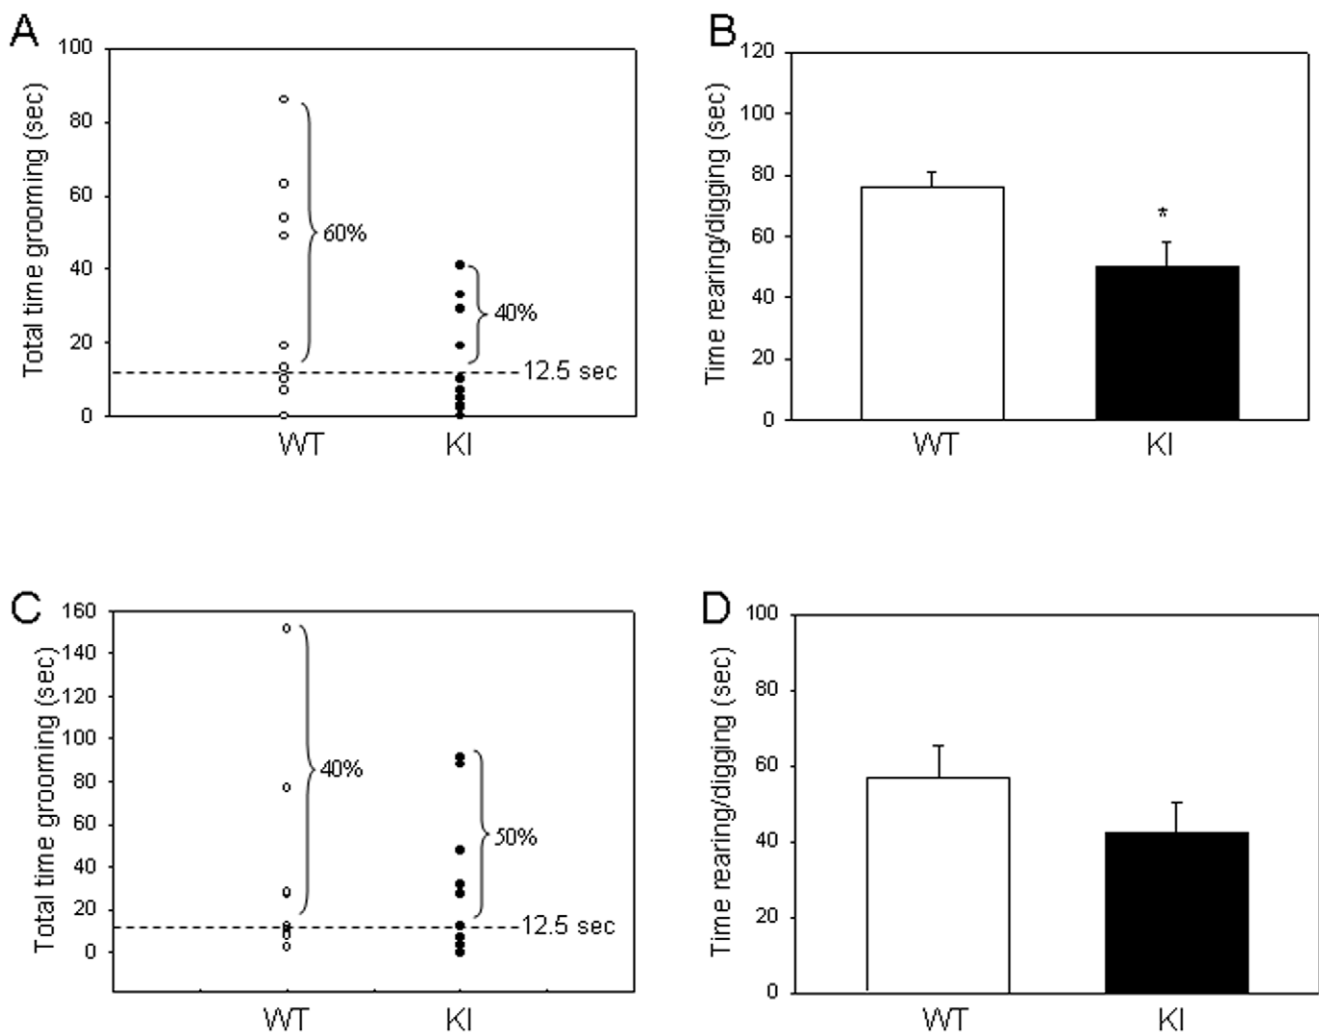 A
Total time grooming (sec)
100
80
60
40
20
0
60%
40%
12.5 sec
WT
KI
B
Time rearing/digging (sec)
120
100
80
60
40
20
0
*
WT
KI
C
Total time grooming (sec)
160
140
120
100
80
60
40
20
0
40%
50%
12.5 sec
WT
KI
D
Time rearing/digging (sec)
100
80
60
40
20
0
WT
KI